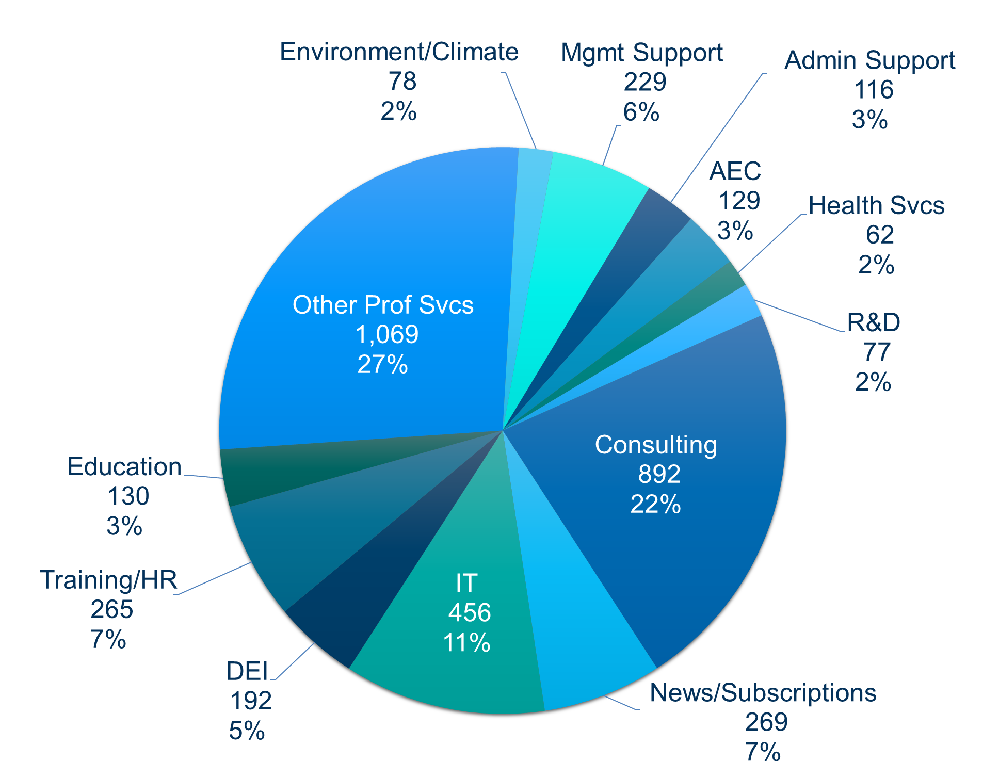 Environment/Climate
78
2%
Mgmt Support
229
6%
Admin Support
116
3%
AEC
129
3%
Health Svcs
62
2%
R&D
77
2%
Other Prof Svcs
1,069
27%
Consulting
892
22%
Education
130
3%
Training/HR
265
7%
IT
456
11%
DEI
192
5%
News/Subscriptions
269
7%